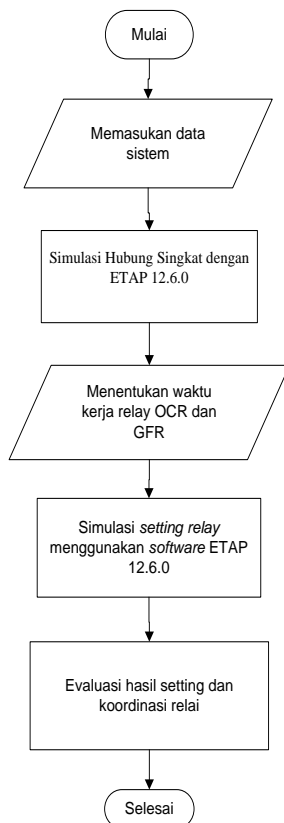 Mulai
Memasukan data
sistem
Simulasi Hubung Singkat dengan
ETAP 12.6.0
Menentukan waktu
kerja relay OCR dan
GFR
Simulasi setting relay
menggunakan software ETAP
12.6.0
Evaluasi hasil setting dan
koordinasi relai
Selesai